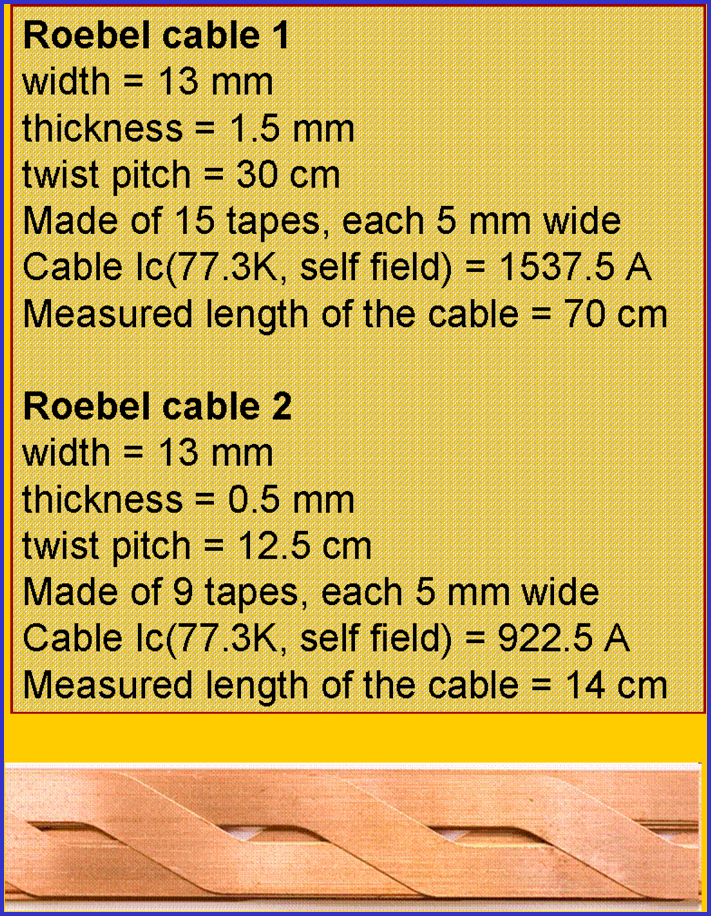 Roebel cable 1
width = 13 mm
thickness = 1.5 mm
twist pitch = 30 cm
Made of 15 tapes, each 5 mm wide
Cable Ic(77.3K, self field) = 1537.5 A
Measured length of the cable = 70 cm
Roebel cable 2
width = 13 mm
thickness = 0.5 mm
twist pitch = 12.5 cm
Made of 9 tapes, each 5 mm wide
Cable Ic(77.3K, self field) = 922.5 A
Measured length of the cable = 14 cm